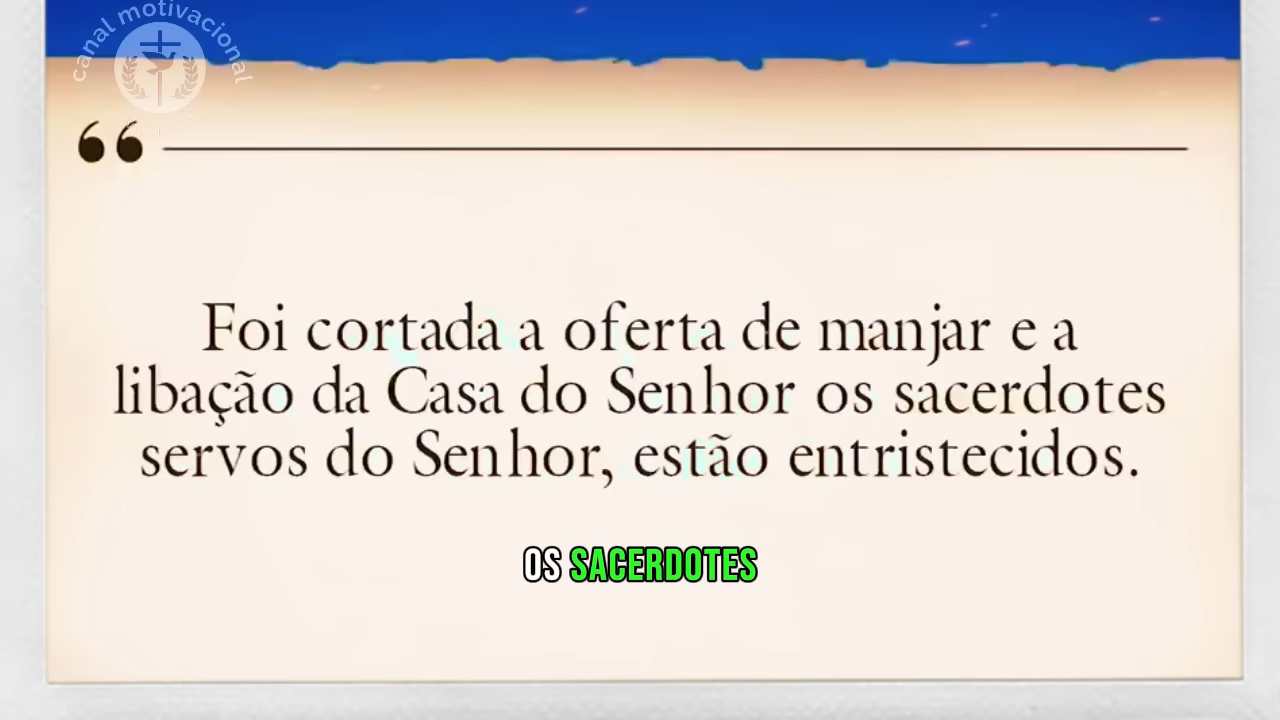 canal motivacional
“
Foi cortada a oferta de manjar e a
libação da Casa do Senhor os sacerdotes
servos do Senhor, estão entristecidos.
OS SACERDOTES